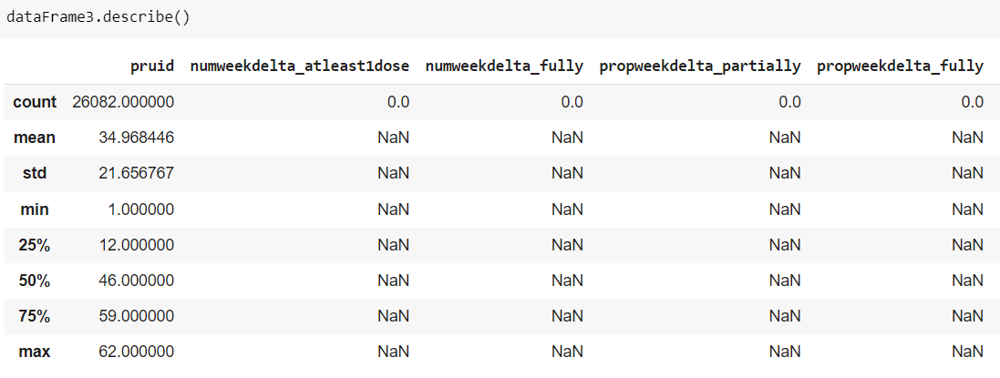 dataFrame3.describe()
pruid numweekdelta_atleast1dose numweekdelta_fully propweekdelta_partially propweekdelta_fully
count 26082.000000 0.0 0.0 0.0 0.0
mean 34.968446 NaN NaN NaN NaN
std 21.656767 NaN NaN NaN NaN
min 1.000000 NaN NaN NaN NaN
25% 12.000000 NaN NaN NaN NaN
50% 46.000000 NaN NaN NaN NaN
75% 59.000000 NaN NaN NaN NaN
max 62.000000 NaN NaN NaN NaN